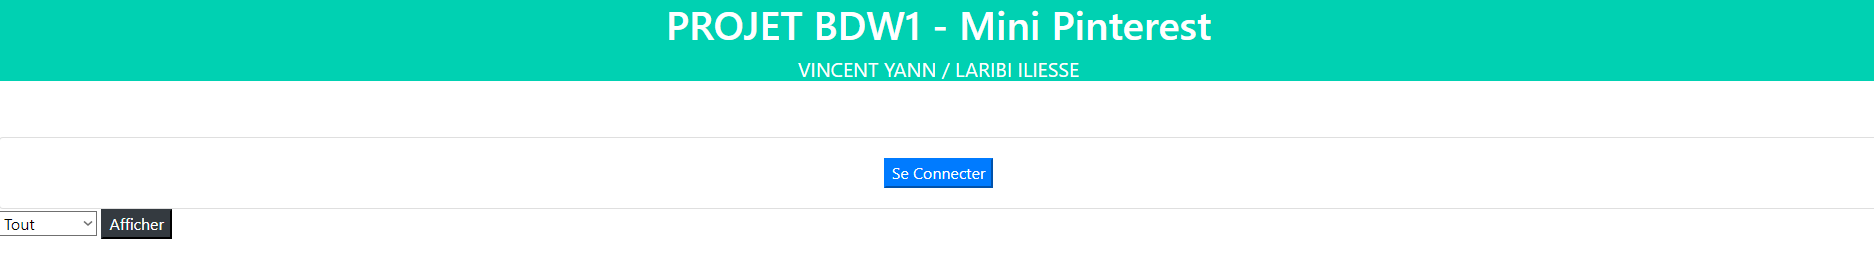 PROJET BDW1 - Mini Pinterest
VINCENT YANN / LARIBI ILIESSE
Se Connecter
Tout Afficher